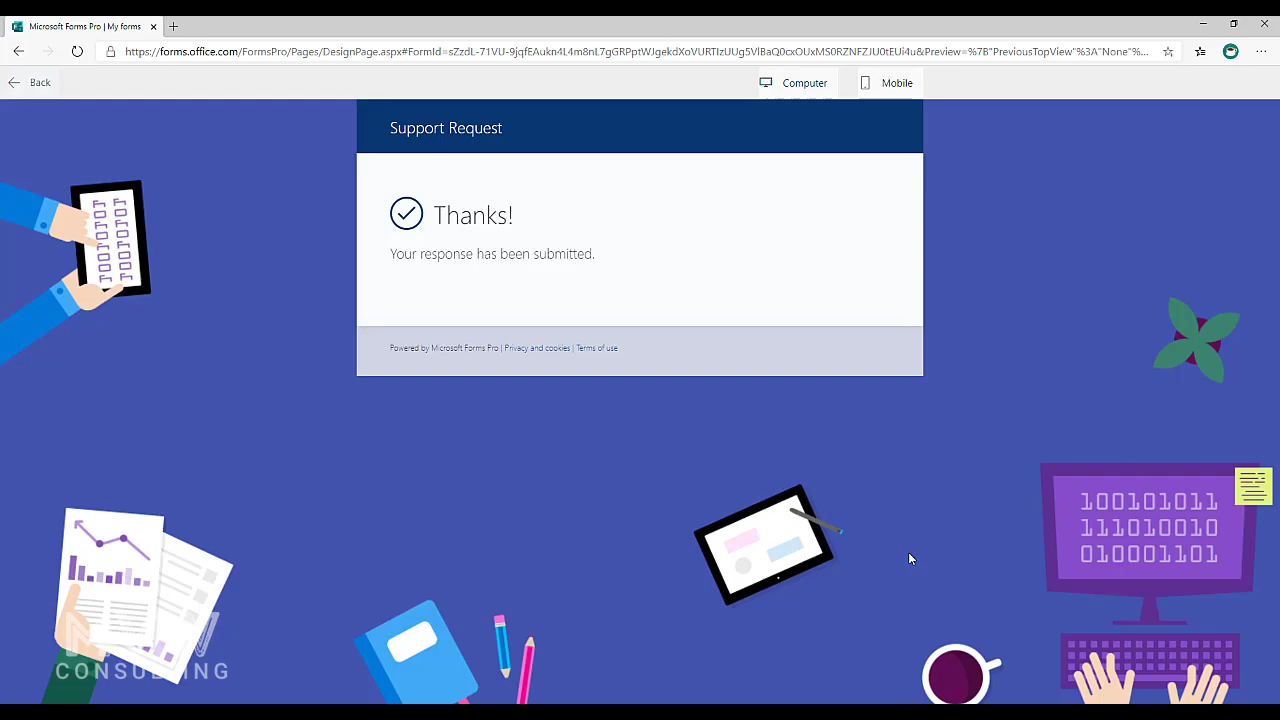 Microsoft Forms Pro | My forms
https://forms.office.com/FormsPro/Pages/DesignPage.aspx#FormId=sZzdL-71VU-9jqfEAukn4L4m8nL7gGRPptWJgekdXoVURTIzUUg5VlBaQ0cxOUxMS0RZNFZJU0tEUi4u&Preview=%7B"PreviousTopView"%3A"None"%...
Back
Computer
Mobile
Support Request
Thanks!
Your response has been submitted.
Powered by Microsoft Forms Pro | Privacy and cookies | Terms of use
100101011
111010010
010001101
CONSULTING